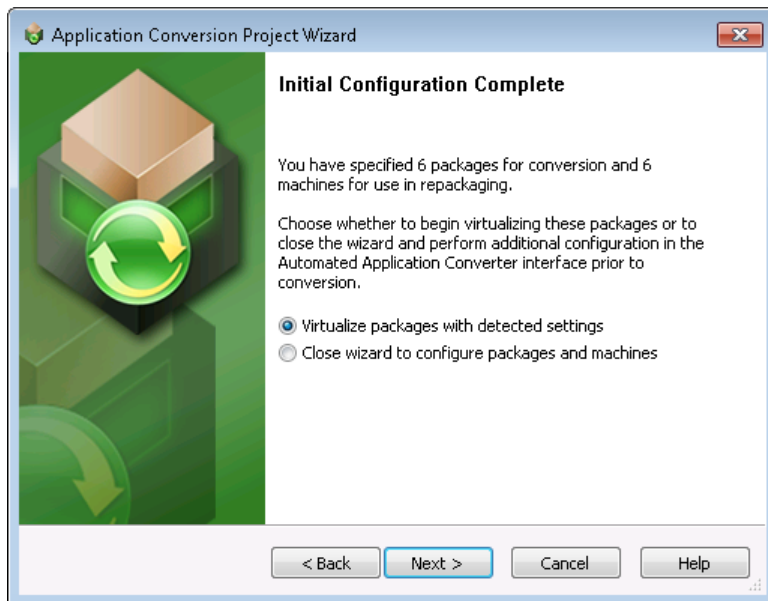 Application Conversion Project Wizard
Initial Configuration Complete
You have specified 6 packages for conversion and 6
machines for use in repackaging.
Choose whether to begin virtualizing these packages or to
close the wizard and perform additional configuration in the
Automated Application Converter interface prior to
conversion.
Virtualize packages with detected settings
Close wizard to configure packages and machines
< Back Next > Cancel Help